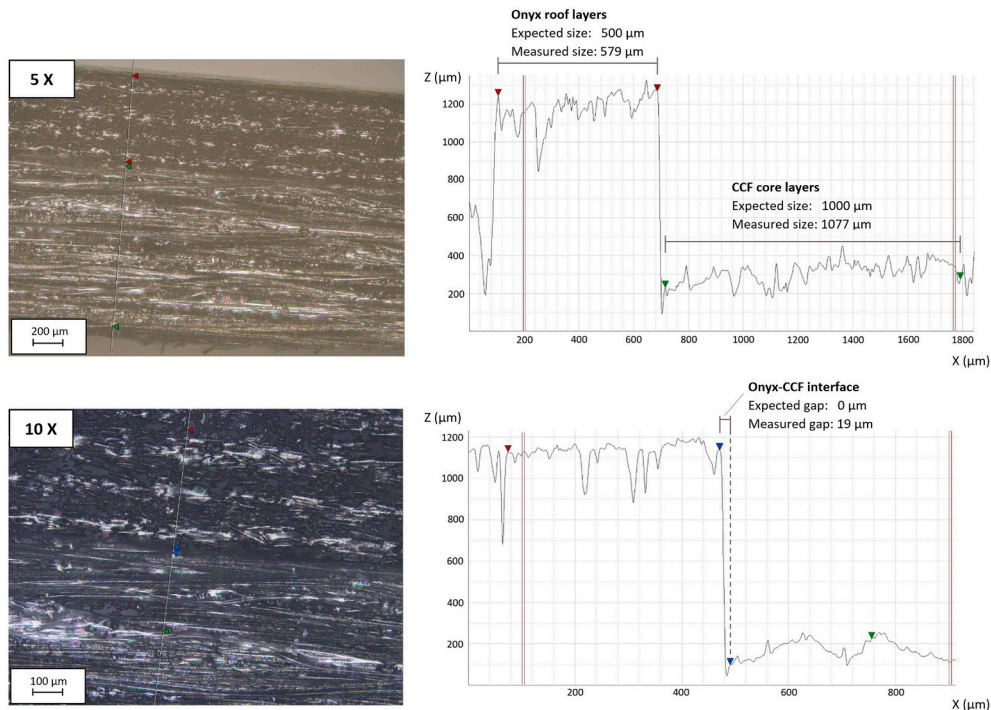 Onyx roof layers
Expected size: 500 µm
Measured size: 579 µm
5 X
200 µm
Z (µm)
1200
1000
800
600
400
200
CCF core layers
Expected size: 1000 µm
Measured size: 1077 µm
200 400 600 800 1000 1200 1400 1600 1800
X (µm)
10 X
100 µm
Onyx-CCF interface
Expected gap: 0 µm
Measured gap: 19 µm
Z (µm)
1200
1000
800
600
400
200
200 400 600 800
X (µm)